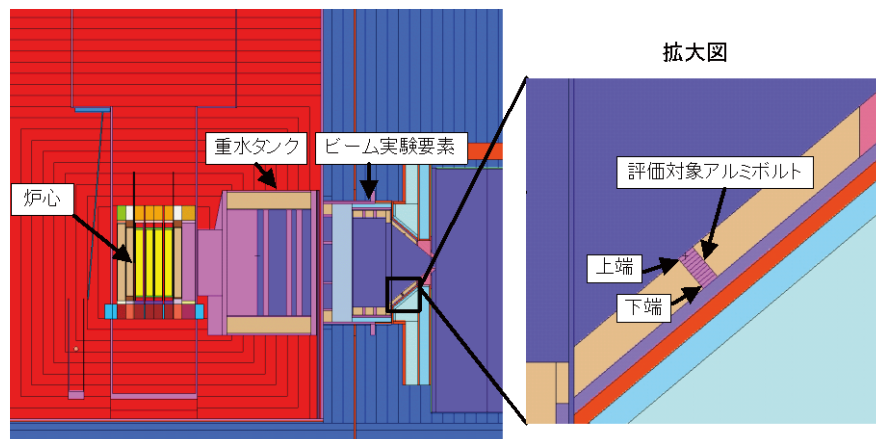 拡大図
重水タンク
ビーム実験要素
炉心
評価対象アルミボルト
上端
下端